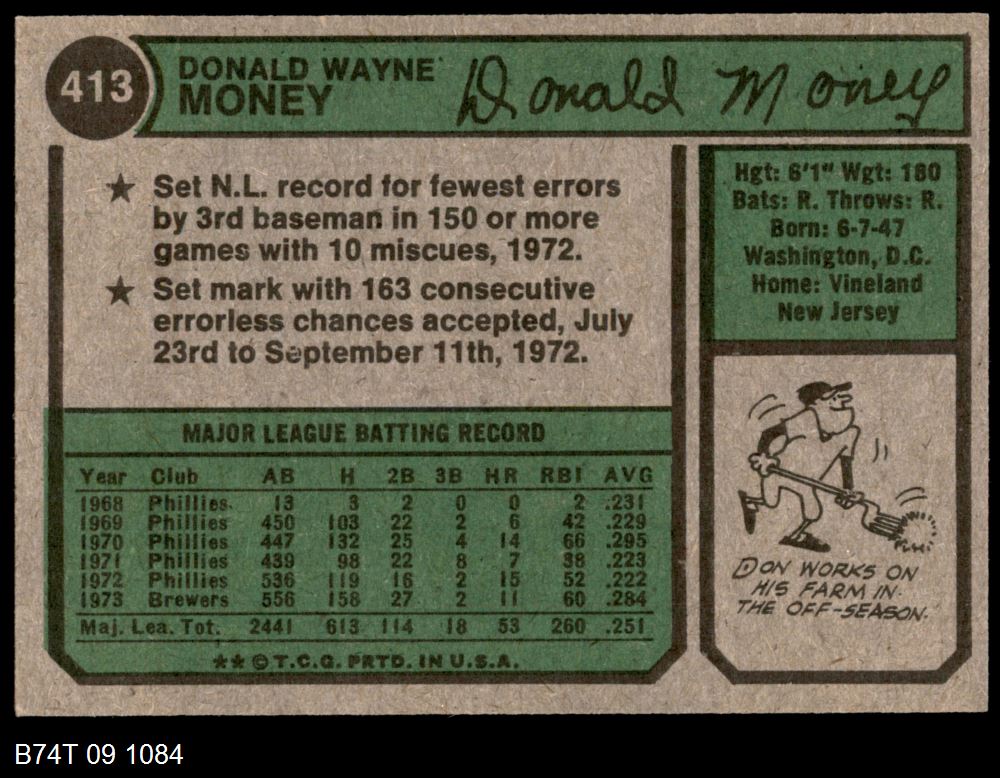 413
DONALD WAYNE
MONEY
Donald Money
★ Set N.L. record for fewest errors
by 3rd baseman in 150 or more
games with 10 miscues, 1972.
★ Set mark with 163 consecutive
errorless chances accepted, July
23rd to September 11th, 1972.
Hgt: 6'1" Wgt: 180
Bats: R. Throws: R.
Born: 6-7-47
Washington, D.C.
Home: Vineland
New Jersey
MAJOR LEAGUE BATTING RECORD
Year Club AB H 2B 3B HR RBI AVG
1968 Phillies 13 3 2 0 0 2 .231
1969 Phillies 450 103 22 2 6 42 .229
1970 Phillies 447 132 25 4 14 66 .295
1971 Phillies 439 98 22 8 7 38 .223
1972 Phillies 536 119 16 2 15 52 .222
1973 Brewers 556 158 27 2 11 60 .284
Maj. Lea. Tot. 2441 613 114 18 53 260 .251
★★ © T.C.G. PRTD. IN U.S.A.
DON WORKS ON
HIS FARM IN
THE OFF-SEASON.
B74T 09 1084